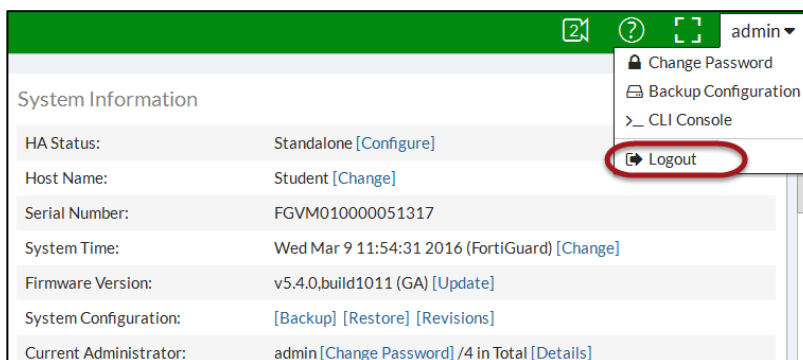 2 ? admin
Change Password
Backup Configuration
>_ CLI Console
Logout
System Information
HA Status: Standalone [Configure]
Host Name: Student [Change]
Serial Number: FGVM010000051317
System Time: Wed Mar 9 11:54:31 2016 (FortiGuard) [Change]
Firmware Version: v5.4.0,build1011 (GA) [Update]
System Configuration: [Backup] [Restore] [Revisions]
Current Administrator: admin [Change Password] /4 in Total [Details]